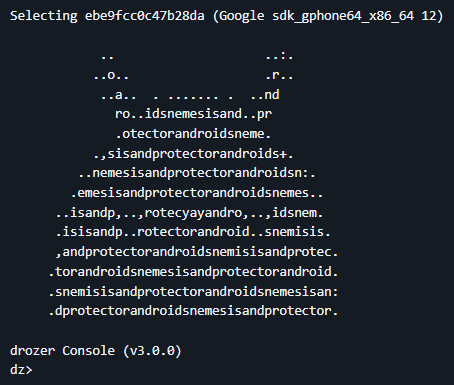 Selecting ebe9fcc0c47b28da (Google sdk_gphone64_x86_64 12)
            ..                    ..:.
           ..o..                  .r..
            ..a..  . ....... .  ..nd
              ro..idsnemesisand..pr
              .otectorandroidsneme.
           .,sisandprotectorandroids+.
         ..nemesisandprotectorandroidsn:.
        .emesisandprotectorandroidsnemes..
      ..isandp,..,rotecyayandro,..,idsnem.
      .isisandp..rotectorandroid..snemisis.
      ,andprotectorandroidsnemisisandprotec.
     .torandroidsnemesisandprotectorandroid.
     .snemisisandprotectorandroidsnemesisan:
     .dprotectorandroidsnemesisandprotector.
drozer Console (v3.0.0)
dz>